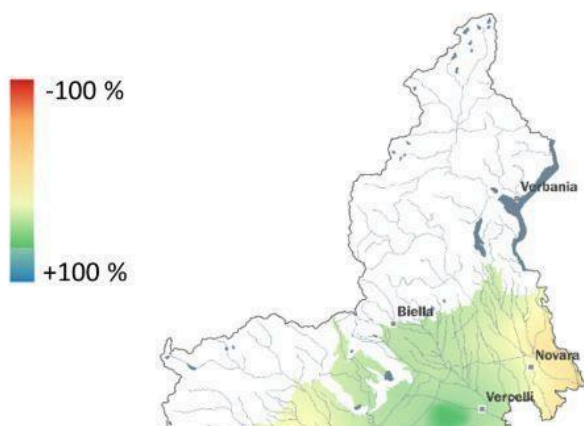 -100 %
+100 %
Verbania
Biella
Novara
Vercelli